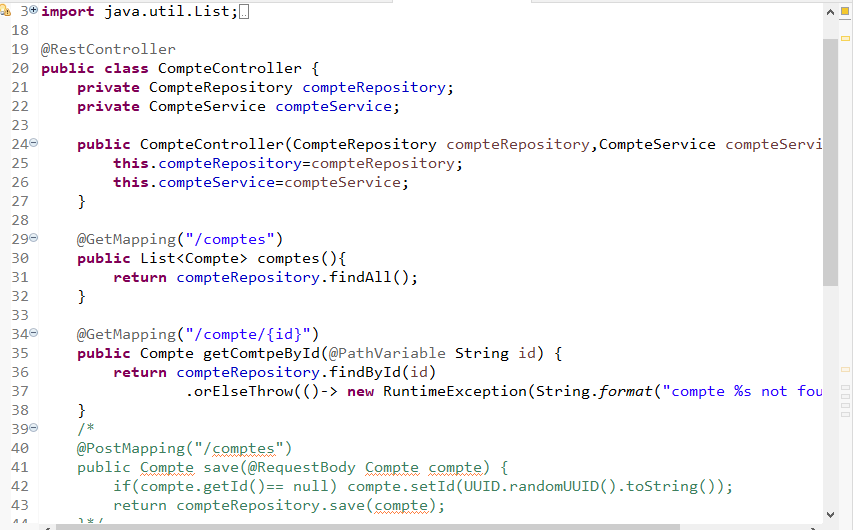 3 import java.util.List;
18
19 @RestController
20 public class CompteController {
21     private CompteRepository compteRepository;
22     private CompteService compteService;
23
24     public CompteController(CompteRepository compteRepository,CompteService compteServi
25         this.compteRepository=compteRepository;
26         this.compteService=compteService;
27     }
28
29     @GetMapping("/comptes")
30     public List<Compte> comptes(){
31         return compteRepository.findAll();
32     }
33
34     @GetMapping("/compte/{id}")
35     public Compte getComtpeById(@PathVariable String id) {
36         return compteRepository.findById(id)
37                 .orElseThrow(()-> new RuntimeException(String.format("compte %s not fou
38     }
39     /*
40     @PostMapping("/comptes")
41     public Compte save(@RequestBody Compte compte) {
42         if(compte.getId()== null) compte.setId(UUID.randomUUID().toString());
43         return compteRepository.save(compte);
44     }*/